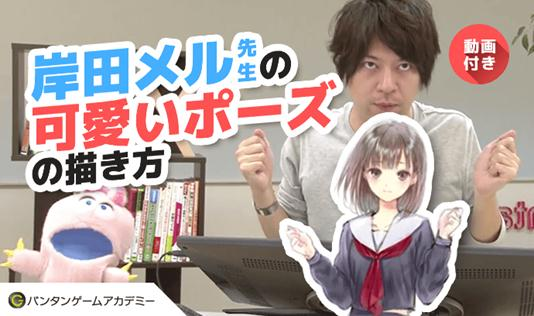 岸田メル先生の
可愛いポーズ
の描き方
動画
付き
バンタンゲームアカデミー